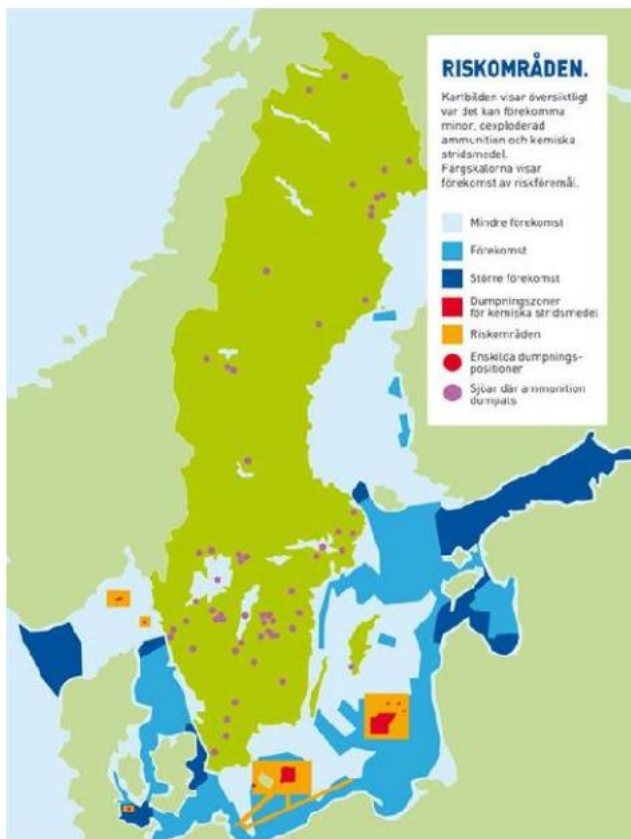 RISKOMRÅDEN.
Kartbilden visar översiktligt
var det kan förekomma
minor, oexploderad
ammunition och kemiska
stridsmedel.
Färgskalorna visar
förekomst av riskföremål.
Mindre förekomst
Förekomst
Större förekomst
Dumpningszoner
för kemiska stridsmedel
Riskområden
Enskilda dumpnings-
positioner
Sjöar där ammunition
dumpats